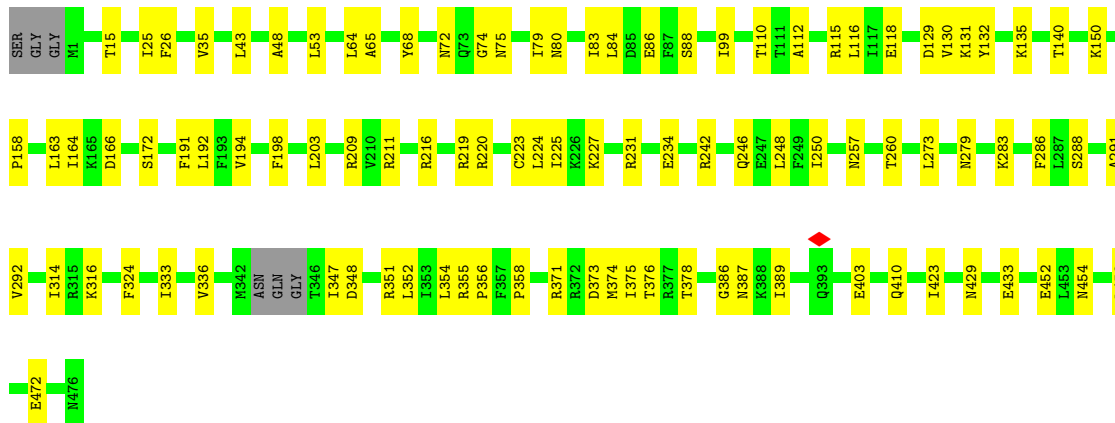 SER GLY GLY M1 T15 I25 F26 V35 L43 A48 L53 L64 A65 Y68 N72 Q73 G74 N75 I79 N80 I83 L84 D85 E86 F87 S88 I99 T110 T111 A112 R115 L116 I117 E118 D129 V130 K131 Y132 K135 T140 K150
P158 L163 I164 K165 D166 S172 F191 L192 F193 V194 F198 L203 R209 V210 R211 R216 R219 R220 C223 L224 I225 K226 K227 R231 E234 R242 Q246 E247 L248 F249 I250 N257 T260 L273 N279 K283 F286 L287 S288
V292 I314 R315 K316 F324 I333 V336 M342 ASN GLN GLY T346 I347 D348 R351 L352 I353 L354 R355 P356 F357 P358 R371 R372 D373 M374 I375 T376 R377 T378 G386 N387 K388 I389 Q393 E403 Q410 I423 N429 E433 E452 L453 N454
E472 N476